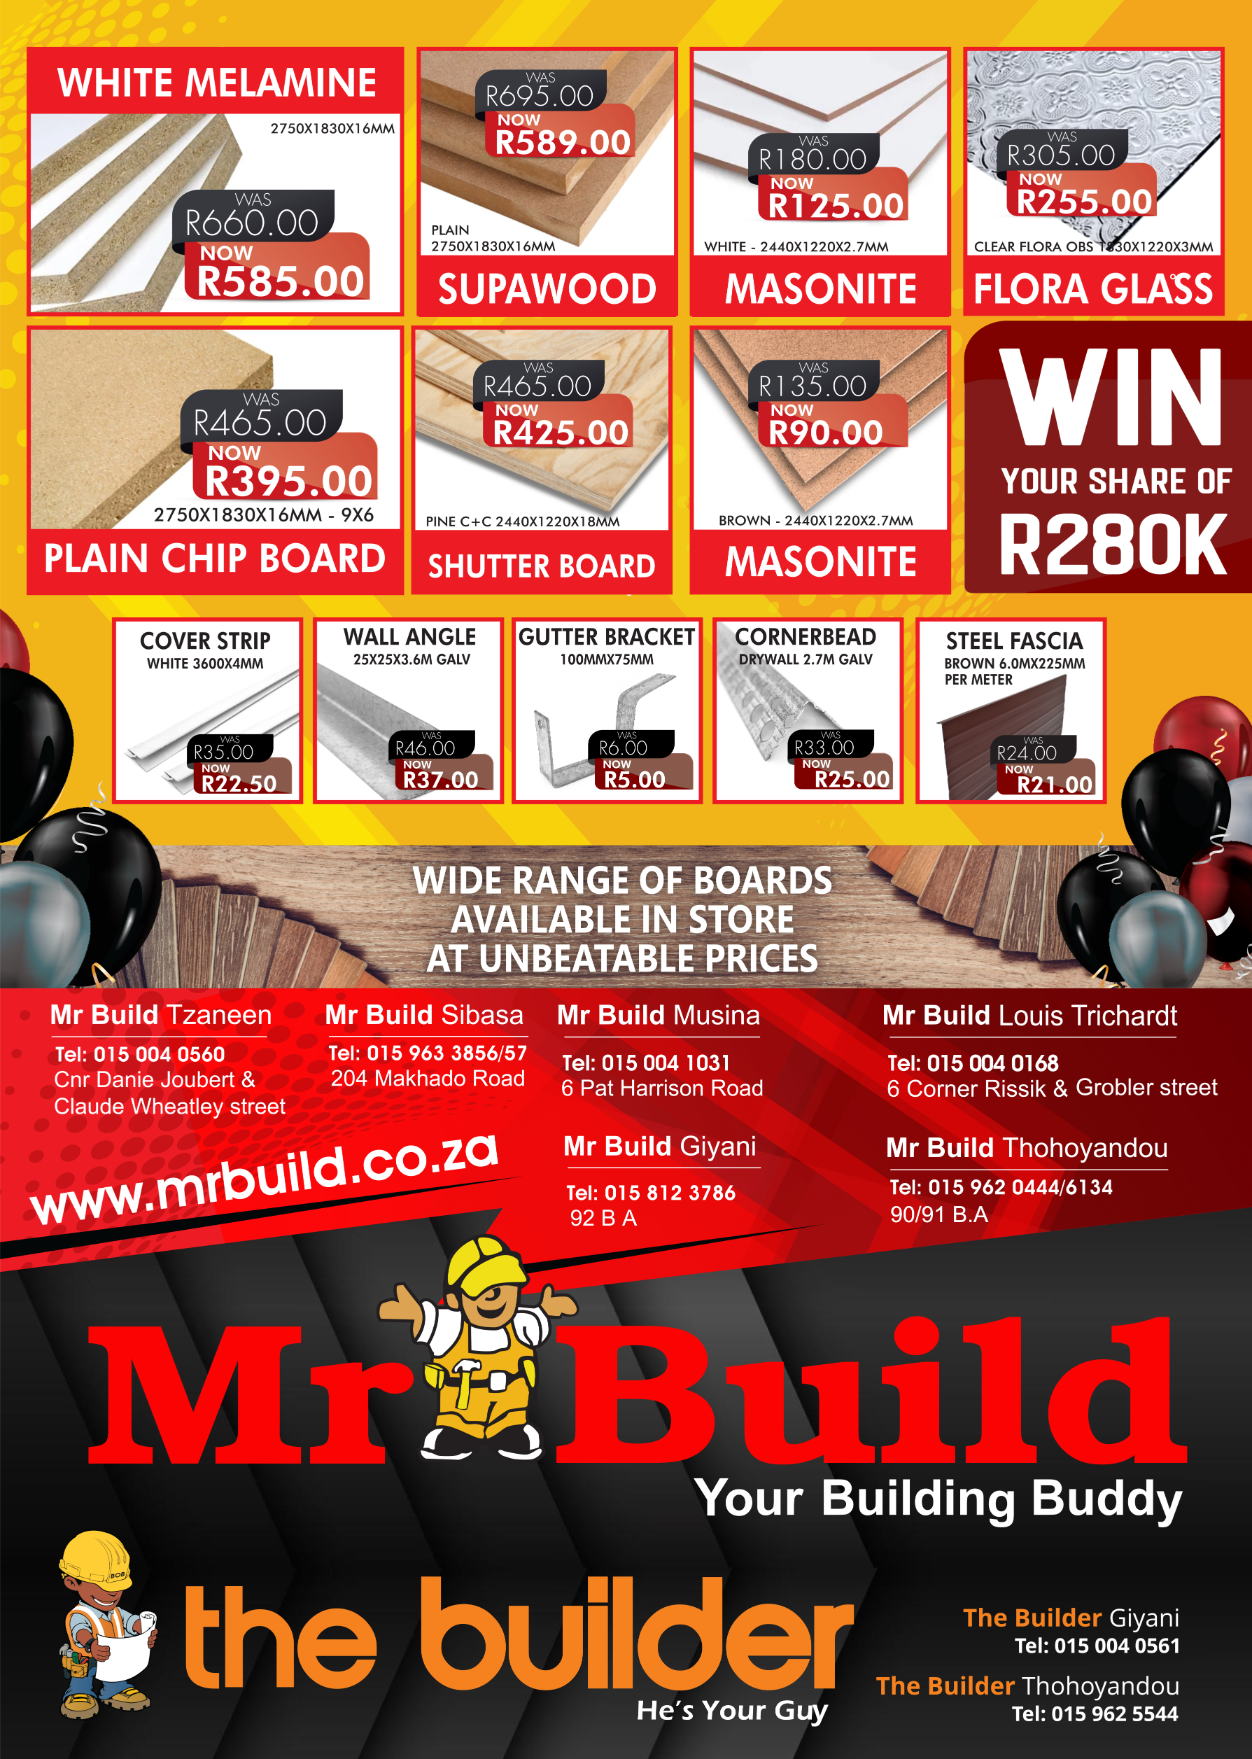 WHITE MELAMINE
2750X1830X16MM
WAS
R660.00
NOW
R585.00
WAS
R695.00
NOW
R589.00
PLAIN
2750X1830X16MM
SUPAWOOD
WAS
R180.00
NOW
R125.00
WHITE - 2440X1220X2.7MM
MASONITE
WAS
R305.00
NOW
R255.00
CLEAR FLORA OBS 1830X1220X3MM
FLORA GLASS
WAS
R465.00
NOW
R395.00
2750X1830X16MM - 9X6
PLAIN CHIP BOARD
WAS
R465.00
NOW
R425.00
PINE C+C 2440X1220X18MM
SHUTTER BOARD
WAS
R135.00
NOW
R90.00
BROWN - 2440X1220X2.7MM
MASONITE
WIN
YOUR SHARE OF
R280K
COVER STRIP
WHITE 3600X4MM
WAS
R35.00
NOW
R22.50
WALL ANGLE
25X25X3.6M GALV
WAS
R46.00
NOW
R37.00
GUTTER BRACKET
100MMX75MM
WAS
R6.00
NOW
R5.00
CORNERBEAD
DRYWALL 2.7M GALV
WAS
R33.00
NOW
R25.00
STEEL FASCIA
BROWN 6.0MX225MM
PER METER
WAS
R24.00
NOW
R21.00
WIDE RANGE OF BOARDS
AVAILABLE IN STORE
AT UNBEATABLE PRICES
Mr Build Tzaneen
Tel: 015 004 0560
Cnr Danie Joubert &
Claude Wheatley street
Mr Build Sibasa
Tel: 015 963 3856/57
204 Makhado Road
Mr Build Musina
Tel: 015 004 1031
6 Pat Harrison Road
Mr Build Louis Trichardt
Tel: 015 004 0168
6 Corner Rissik & Grobler street
www.mrbuild.co.za
Mr Build Giyani
Tel: 015 812 3786
92 B A
Mr Build Thohoyandou
Tel: 015 962 0444/6134
90/91 B.A
Mr Build
Your Building Buddy
BOB
the builder
He's Your Guy
The Builder Giyani
Tel: 015 004 0561
The Builder Thohoyandou
Tel: 015 962 5544